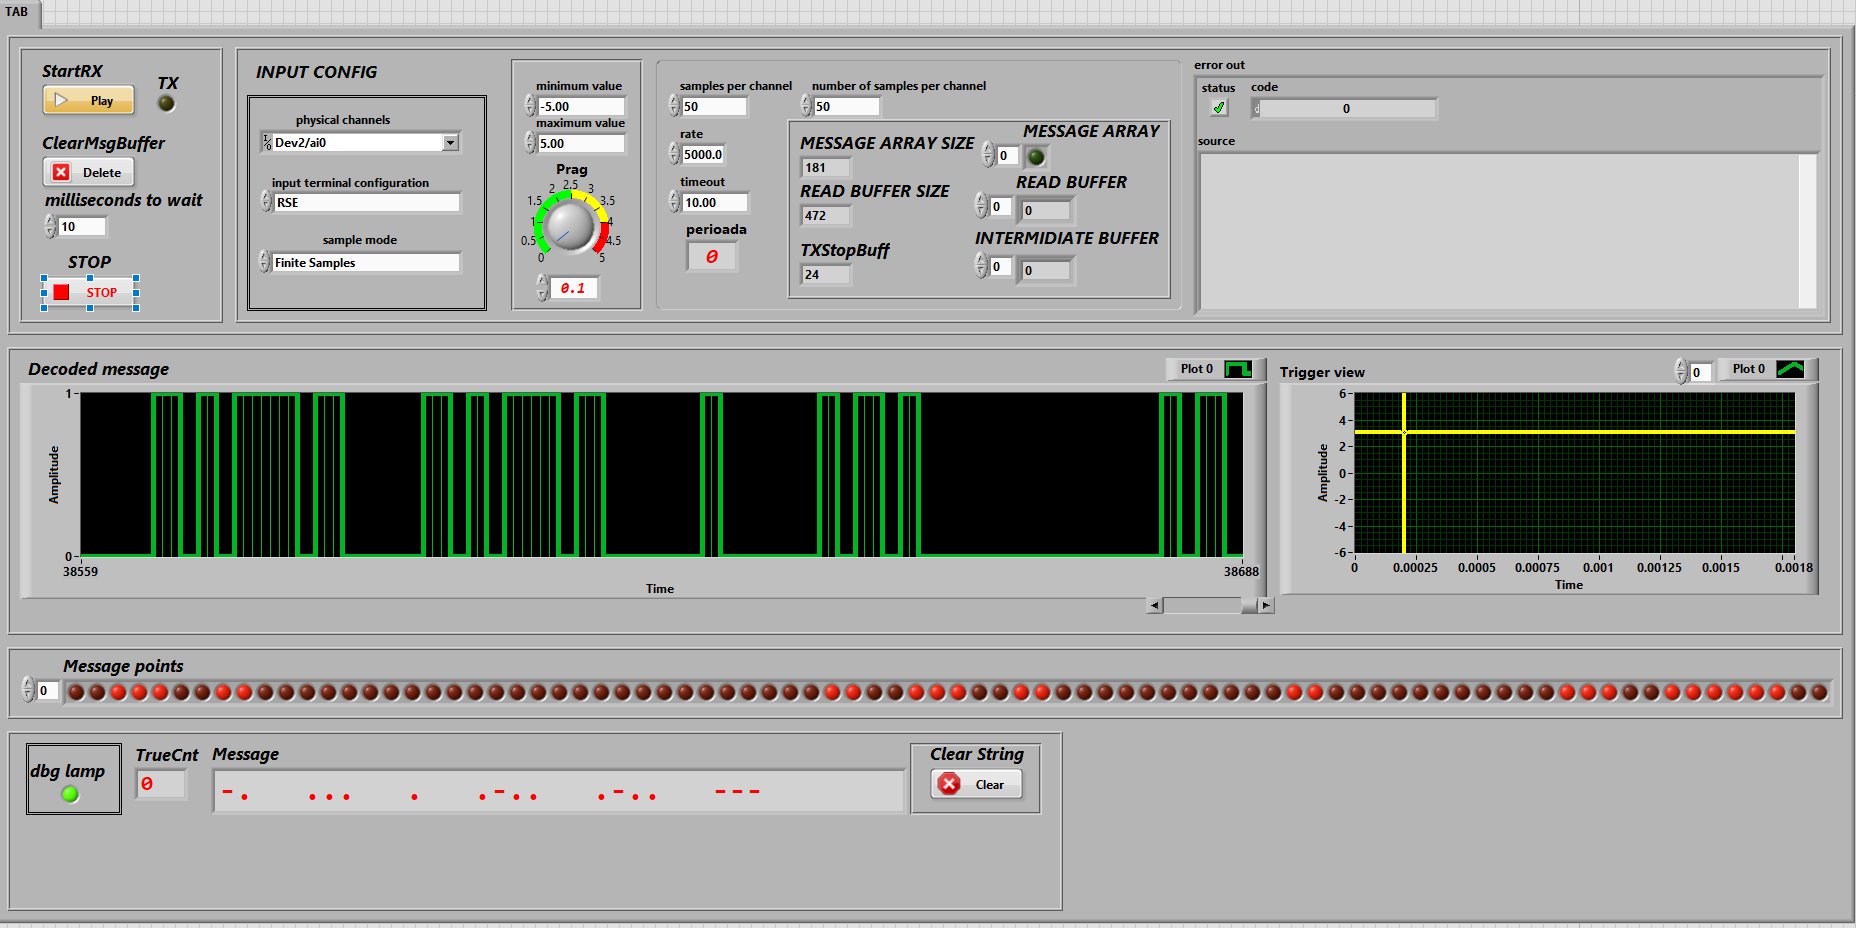 TAB
StartRX
Play
TX
ClearMsgBuffer
Delete
milliseconds to wait
10
STOP
STOP
INPUT CONFIG
physical channels
Dev2/ai0
input terminal configuration
RSE
sample mode
Finite Samples
minimum value
-5.00
maximum value
5.00
Prag
0 0.5 1 1.5 2 2.5 3 3.5 4 4.5 5
0.1
samples per channel
50
number of samples per channel
50
rate
5000.0
timeout
10.00
perioada
0
MESSAGE ARRAY SIZE
181
READ BUFFER SIZE
472
TXStopBuff
24
MESSAGE ARRAY
0
READ BUFFER
0 0
INTERMIDIATE BUFFER
0 0
error out
status code
0
source
Decoded message
Plot 0
1
Amplitude
0
38559 38688
Time
Trigger view
0 Plot 0
6
4
2
0
-2
-4
-6
Amplitude
0 0.00025 0.0005 0.00075 0.001 0.00125 0.0015 0.0018
Time
Message points
0
dbg lamp
TrueCnt
0
Message
-. ... . .-.. .-.. ---
Clear String
Clear